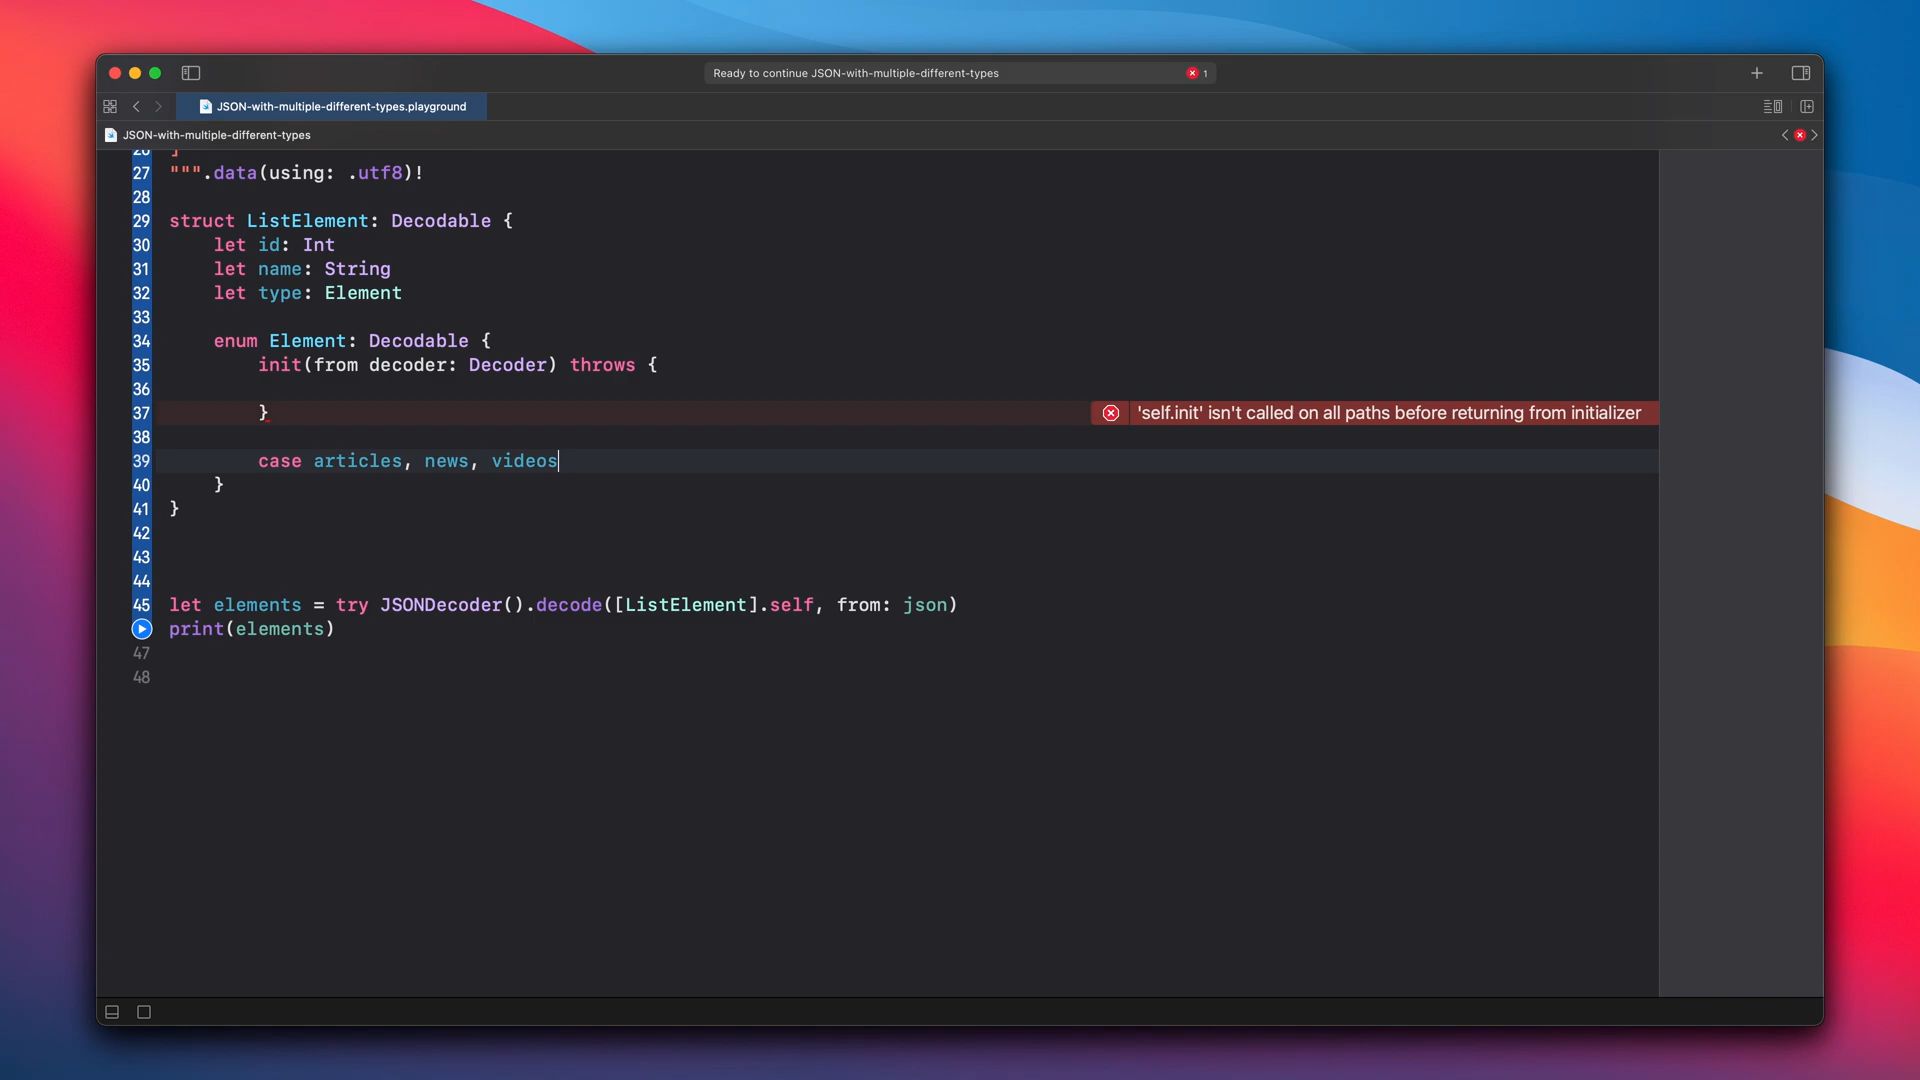 Ready to continue JSON-with-multiple-different-types 1
JSON-with-multiple-different-types.playground
JSON-with-multiple-different-types
26 ]
27 """.data(using: .utf8)!
28
29 struct ListElement: Decodable {
30 let id: Int
31 let name: String
32 let type: Element
33
34 enum Element: Decodable {
35 init(from decoder: Decoder) throws {
36
37 } 'self.init' isn't called on all paths before returning from initializer
38
39 case articles, news, videos
40 }
41 }
42
43
44
45 let elements = try JSONDecoder().decode([ListElement].self, from: json)
print(elements)
47
48